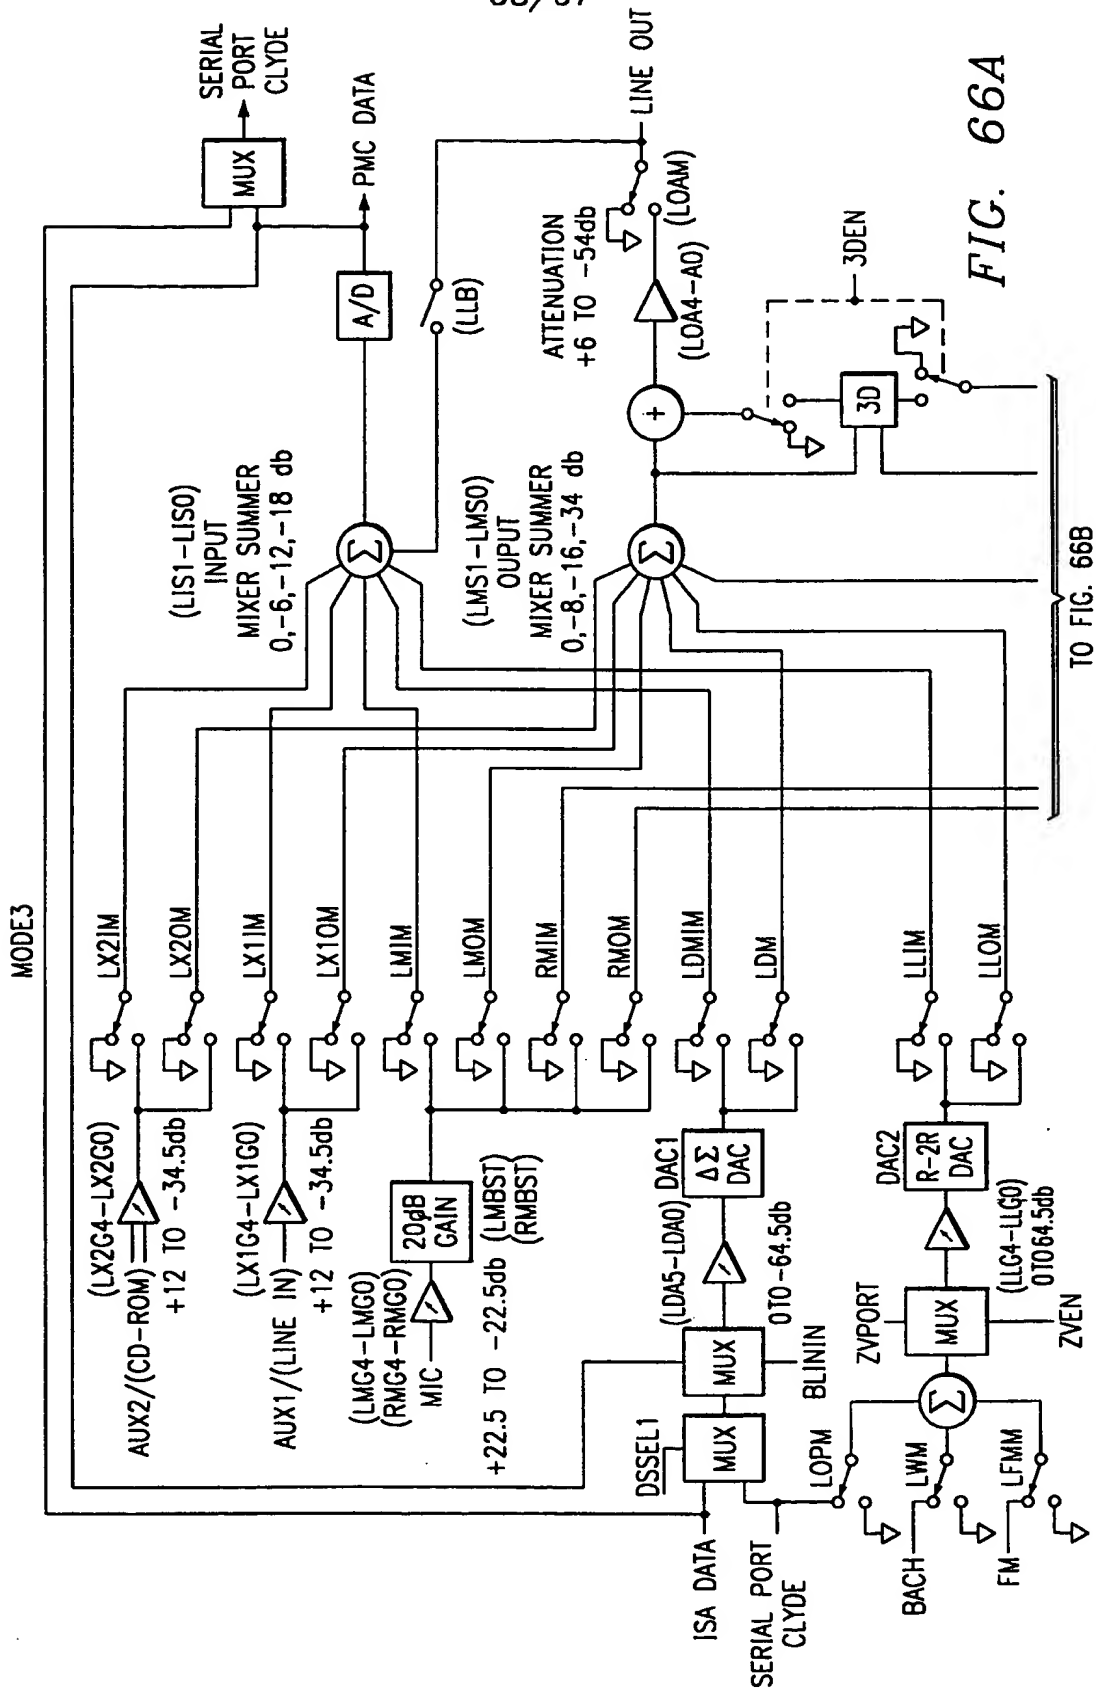 MODE3
SERIAL
PORT
CLYDE
MUX
PMC DATA
A/D
(LLB)
LINE OUT
(LOAM)
ATTENUATION
+6 TO -54db
(LOA4-A0)
3DEN
3D
+
(LIS1-LIS0)
INPUT
MIXER SUMMER
0,-6,-12,-18 db
Σ
(LMS1-LMS0)
OUPUT
MIXER SUMMER
0,-8,-16,-34 db
Σ
LX2IM
LX2OM
LX1IM
LX1OM
LMIM
LMOM
RMIM
RMOM
LDMIM
LDM
LLIM
LLOM
(LX2G4-LX2G0)
AUX2/(CD-ROM)
+12 TO -34.5db
(LX1G4-LX1G0)
AUX1/(LINE IN)
+12 TO -34.5db
(LMG4-LMG0)
(RMG4-RMG0)
MIC
20dB
GAIN
+22.5 TO -22.5db
(LMBST)
(RMBST)
DSSEL1
MUX
MUX
BLININ
(LDA5-LDA0)
0TO-64.5db
DAC1
ΔΣ
DAC
ISA DATA
SERIAL PORT
CLYDE
LOPM
BACH
LWM
FM
LFMM
Σ
ZVPORT
MUX
ZVEN
(LLG4-LLG0)
0TO64.5db
DAC2
R-2R
DAC
TO FIG. 66B
FIG. 66A